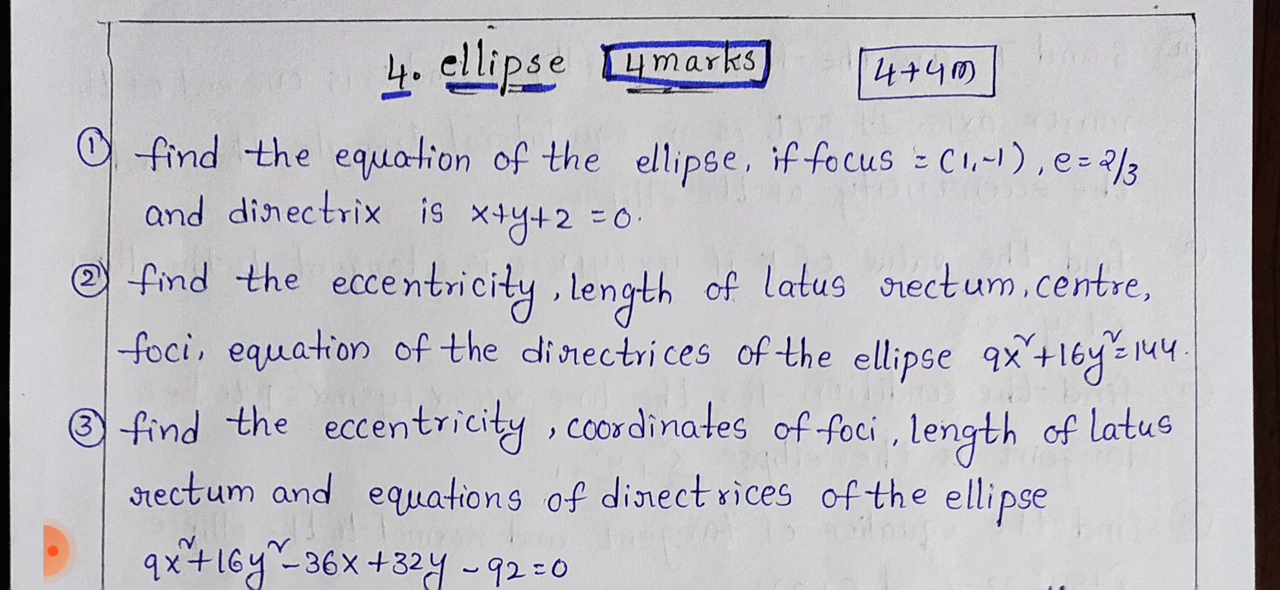 4. ellipse 4marks 4+4m
① find the equation of the ellipse, if focus = (1,-1), e=2/3
and directrix is x+y+2=0.
② find the eccentricity, length of latus rectum, centre,
foci, equation of the directrices of the ellipse 9x²+16y²=144.
③ find the eccentricity, coordinates of foci, length of latus
rectum and equations of directrices of the ellipse
9x²+16y²-36x+32y-92=0